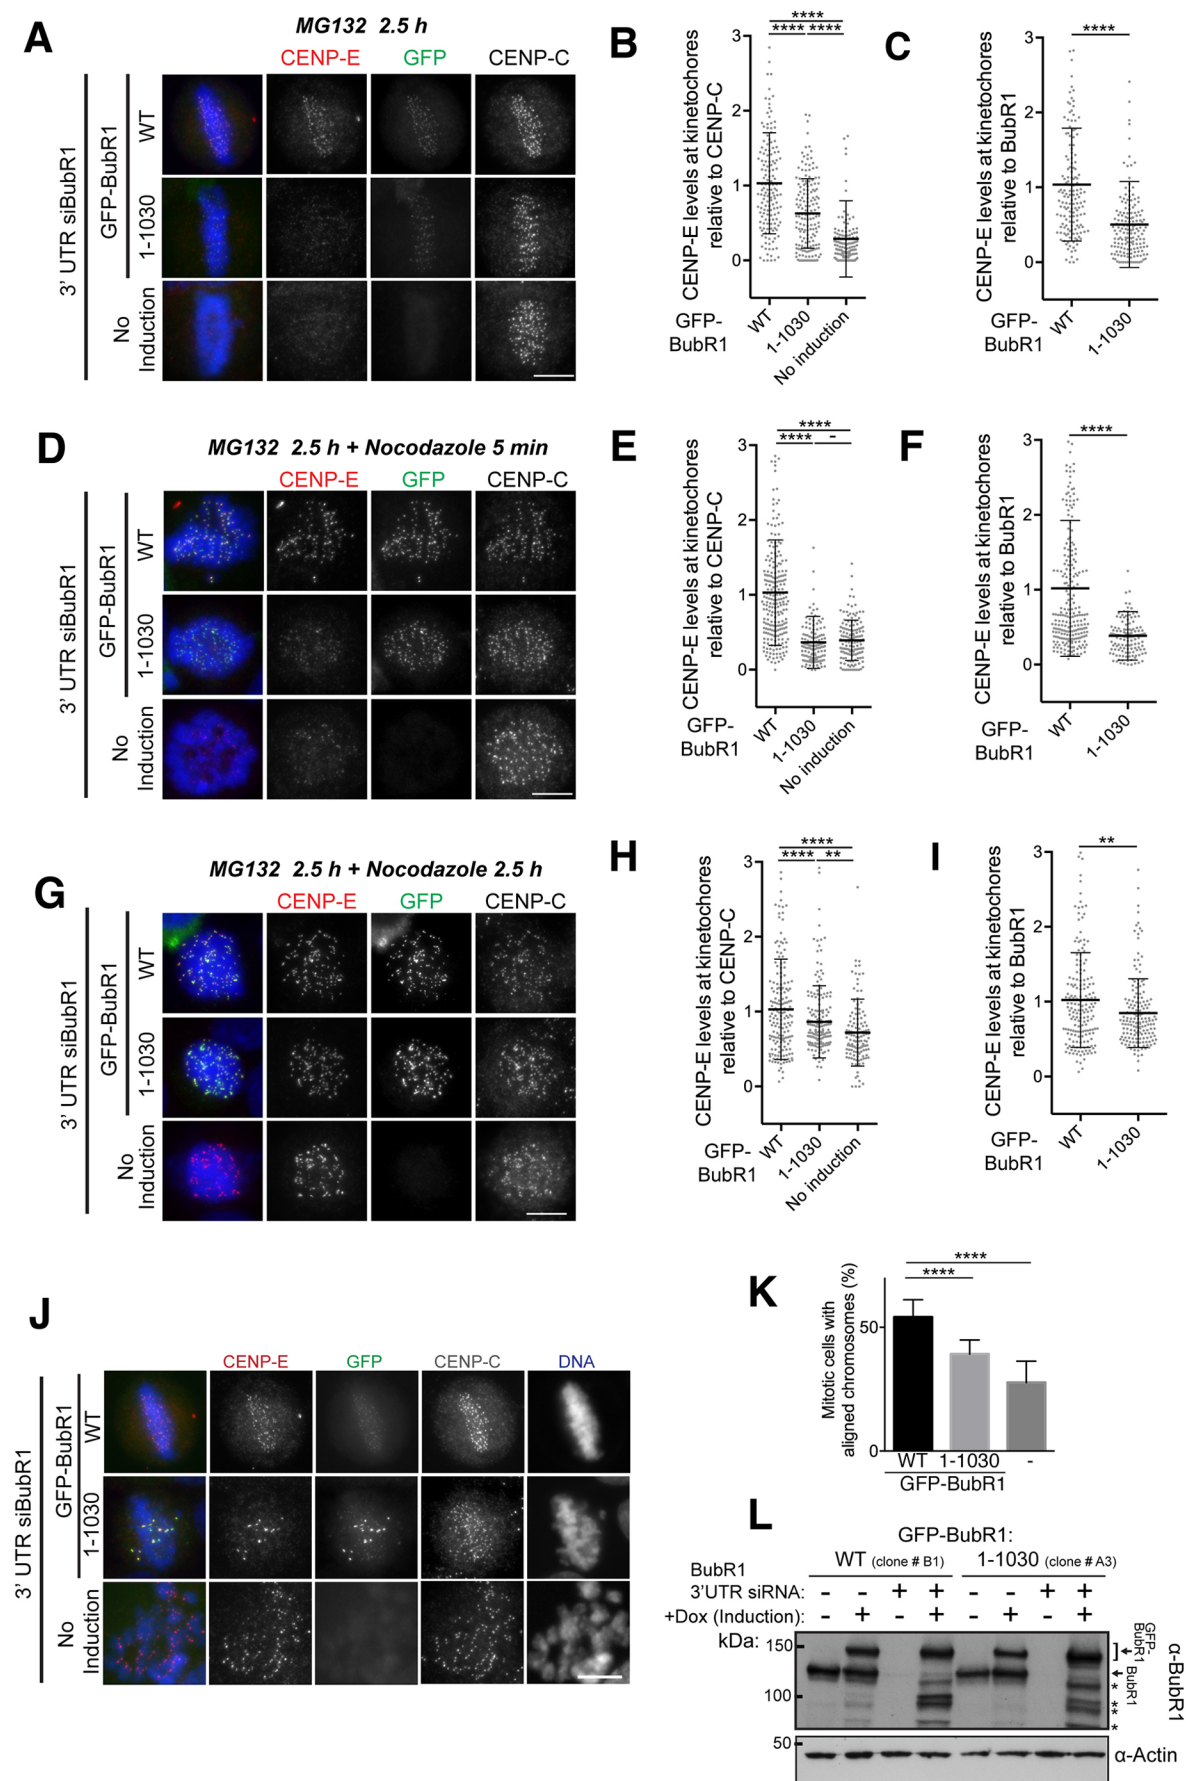 A
MG132 2.5 h
CENP-E GFP CENP-C
3’ UTR siBubR1
GFP-BubR1
WT
1-1030
No
Induction
B
CENP-E levels at kinetochores
relative to CENP-C
3
2
1
0
**** ****
****
GFP-
BubR1
WT
1-1030
No induction
C
CENP-E levels at kinetochores
relative to BubR1
3
2
1
0
****
GFP-
BubR1
WT
1-1030
D
MG132 2.5 h + Nocodazole 5 min
CENP-E GFP CENP-C
3’ UTR siBubR1
GFP-BubR1
WT
1-1030
No
Induction
E
CENP-E levels at kinetochores
relative to CENP-C
3
2
1
0
****
**** -
GFP-
BubR1
WT
1-1030
No induction
F
CENP-E levels at kinetochores
relative to BubR1
3
2
1
0
****
GFP-
BubR1
WT
1-1030
G
MG132 2.5 h + Nocodazole 2.5 h
CENP-E GFP CENP-C
3’ UTR siBubR1
GFP-BubR1
WT
1-1030
No
Induction
H
CENP-E levels at kinetochores
relative to CENP-C
3
2
1
0
****
**** **
GFP-
BubR1
WT
1-1030
No induction
I
CENP-E levels at kinetochores
relative to BubR1
3
2
1
0
**
GFP-
BubR1
WT
1-1030
J
CENP-E GFP CENP-C DNA
3’ UTR siBubR1
GFP-BubR1
WT
1-1030
No
Induction
K
Mitotic cells with
aligned chromosomes (%)
50
0
****
****
WT 1-1030 -
GFP-BubR1
L
GFP-BubR1:
WT (clone # B1) 1-1030 (clone # A3)
BubR1
3'UTR siRNA: - - + + - - + +
+Dox (Induction): - + - + - + - +
kDa:
150
100
50
GFP-
BubR1
BubR1
*
*
*
*
α-BubR1
α-Actin